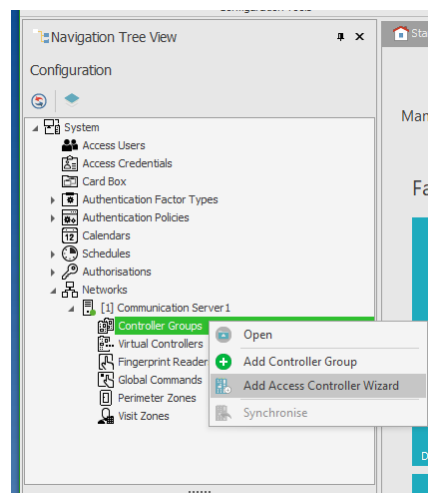 Navigation Tree View
Sta
Configuration
Man
System
Access Users
Access Credentials
Card Box
Authentication Factor Types
Authentication Policies
12 Calendars
Schedules
Authorisations
Networks
[1] Communication Server1
Controller Groups
Virtual Controllers
Fingerprint Reader
Global Commands
Perimeter Zones
Visit Zones
Fa
Open
Add Controller Group
Add Access Controller Wizard
Synchronise
D